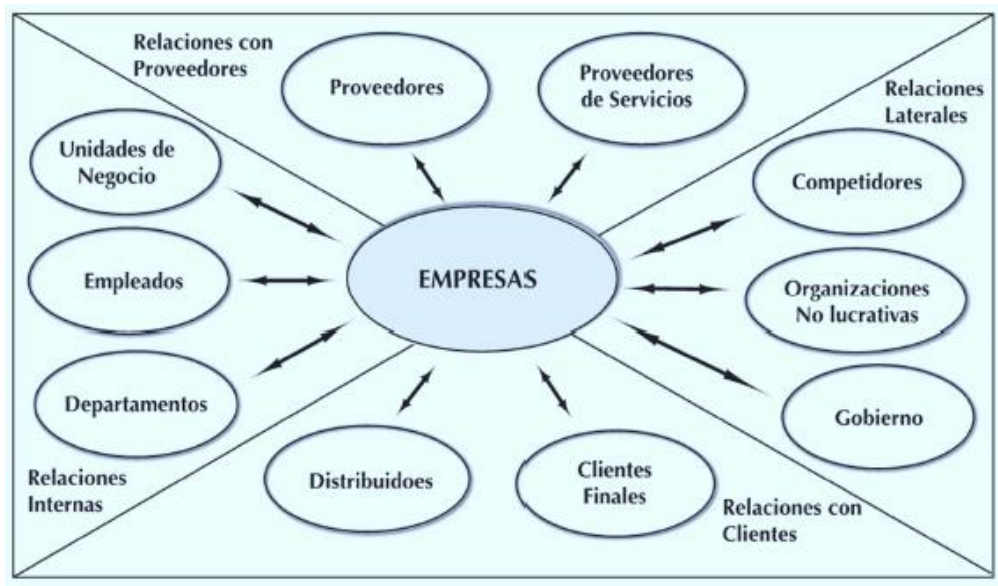 Relaciones con
Proveedores
Proveedores
Proveedores
de Servicios
Relaciones
Laterales
Unidades de
Negocio
Competidores
Empleados
EMPRESAS
Organizaciones
No lucrativas
Departamentos
Gobierno
Relaciones
Internas
Distribuidoes
Clientes
Finales
Relaciones con
Clientes